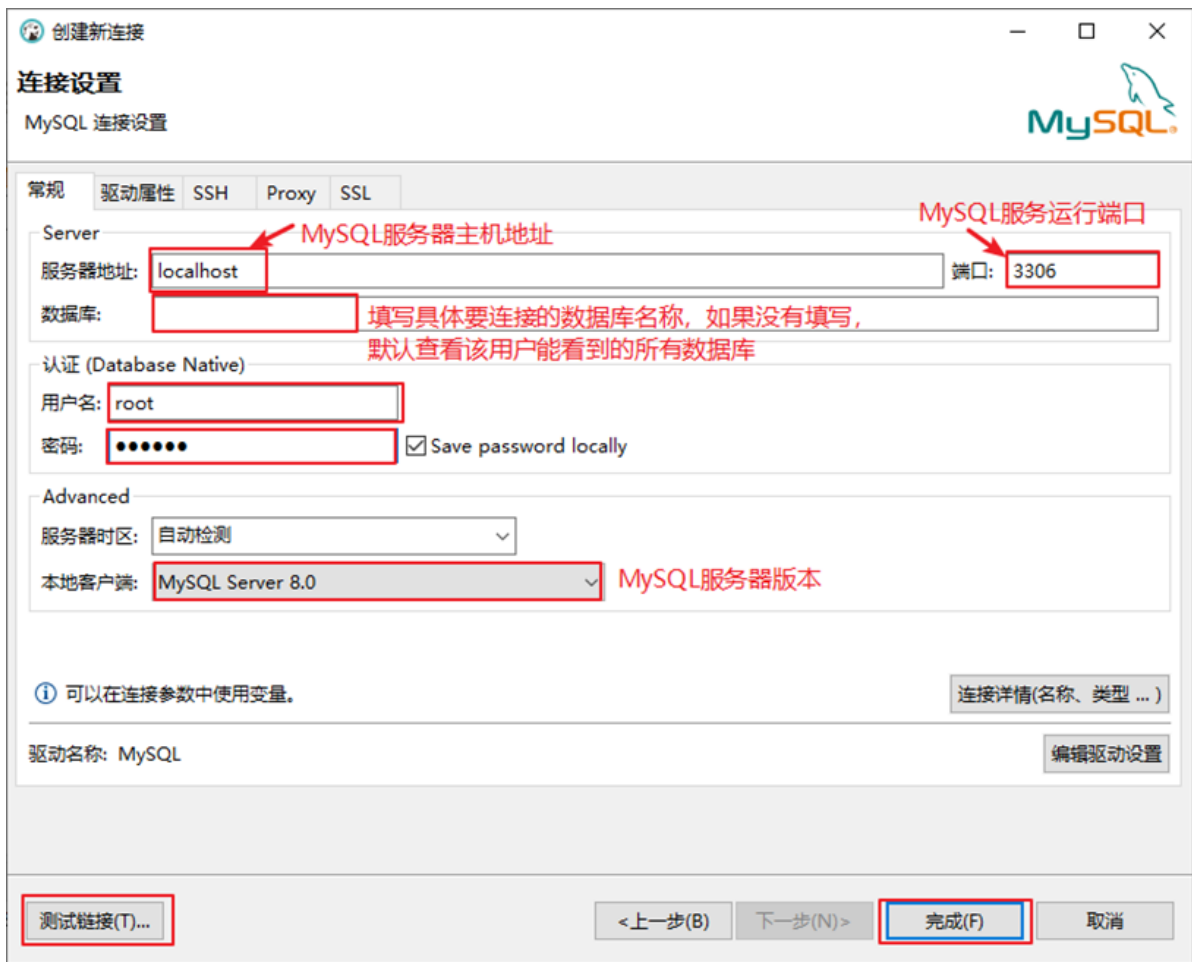 创建新连接
连接设置
MySQL 连接设置
MySQL®
常规 驱动属性 SSH Proxy SSL
MySQL服务运行端口
Server
MySQL服务器主机地址
服务器地址: localhost 端口: 3306
数据库: 填写具体要连接的数据库名称，如果没有填写，
默认查看该用户能看到的所有数据库
认证 (Database Native)
用户名: root
密码: ●●●●●● Save password locally
Advanced
服务器时区: 自动检测
本地客户端: MySQL Server 8.0 MySQL服务器版本
可以在连接参数中使用变量。
连接详情(名称、类型 ... )
驱动名称: MySQL 编辑驱动设置
测试链接(T)... <上一步(B) 下一步(N)> 完成(F) 取消